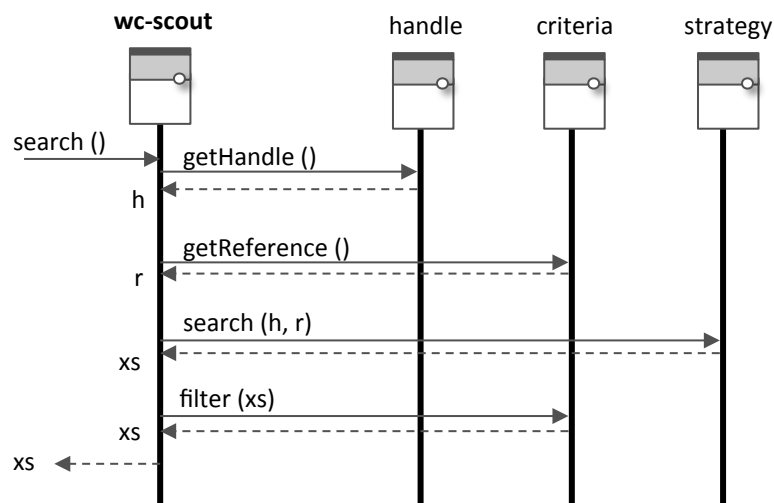 wc-scout
handle
criteria
strategy
search ()
getHandle ()
h
getReference ()
r
search (h, r)
xs
filter (xs)
xs
xs